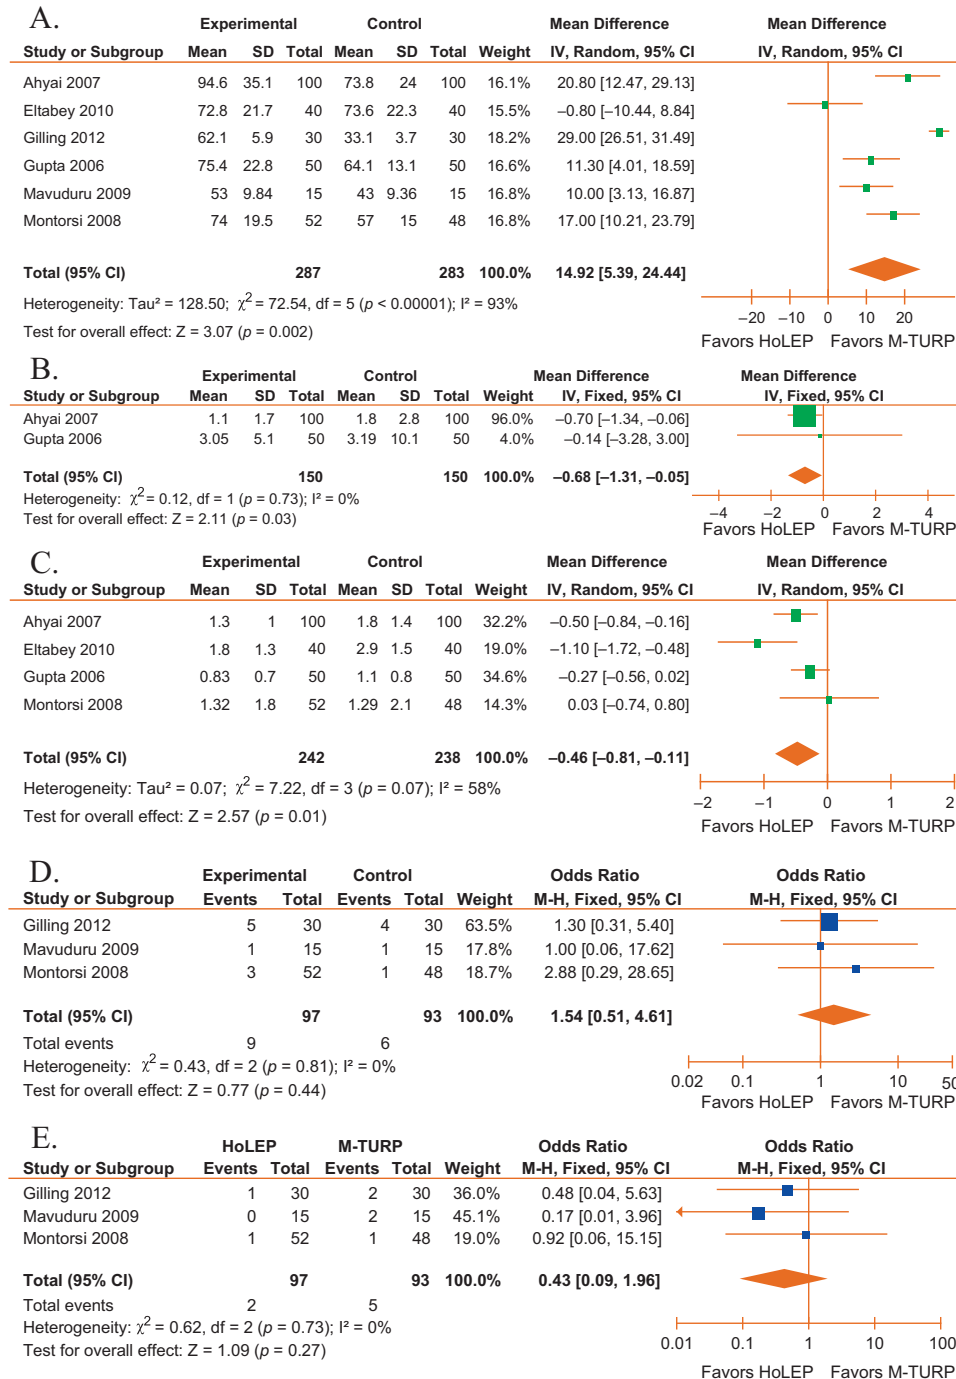 A.
Experimental Control Mean Difference Mean Difference
Study or Subgroup Mean SD Total Mean SD Total Weight IV, Random, 95% CI IV, Random, 95% CI
Ahyai 2007 94.6 35.1 100 73.8 24 100 16.1% 20.80 [12.47, 29.13]
Eltabey 2010 72.8 21.7 40 73.6 22.3 40 15.5% −0.80 [−10.44, 8.84]
Gilling 2012 62.1 5.9 30 33.1 3.7 30 18.2% 29.00 [26.51, 31.49]
Gupta 2006 75.4 22.8 50 64.1 13.1 50 16.6% 11.30 [4.01, 18.59]
Mavuduru 2009 53 9.84 15 43 9.36 15 16.8% 10.00 [3.13, 16.87]
Montorsi 2008 74 19.5 52 57 15 48 16.8% 17.00 [10.21, 23.79]
Total (95% CI) 287 283 100.0% 14.92 [5.39, 24.44]
Heterogeneity: Tau² = 128.50; χ² = 72.54, df = 5 (p < 0.00001); I² = 93%
Test for overall effect: Z = 3.07 (p = 0.002)
−20 −10 0 10 20
Favors HoLEP Favors M-TURP
B.
Experimental Control Mean Difference Mean Difference
Study or Subgroup Mean SD Total Mean SD Total Weight IV, Fixed, 95% CI IV, Fixed, 95% CI
Ahyai 2007 1.1 1.7 100 1.8 2.8 100 96.0% −0.70 [−1.34, −0.06]
Gupta 2006 3.05 5.1 50 3.19 10.1 50 4.0% −0.14 [−3.28, 3.00]
Total (95% CI) 150 150 100.0% −0.68 [−1.31, −0.05]
Heterogeneity: χ² = 0.12, df = 1 (p = 0.73); I² = 0%
Test for overall effect: Z = 2.11 (p = 0.03)
−4 −2 0 2 4
Favors HoLEP Favors M-TURP
C.
Experimental Control Mean Difference Mean Difference
Study or Subgroup Mean SD Total Mean SD Total Weight IV, Random, 95% CI IV, Random, 95% CI
Ahyai 2007 1.3 1 100 1.8 1.4 100 32.2% −0.50 [−0.84, −0.16]
Eltabey 2010 1.8 1.3 40 2.9 1.5 40 19.0% −1.10 [−1.72, −0.48]
Gupta 2006 0.83 0.7 50 1.1 0.8 50 34.6% −0.27 [−0.56, 0.02]
Montorsi 2008 1.32 1.8 52 1.29 2.1 48 14.3% 0.03 [−0.74, 0.80]
Total (95% CI) 242 238 100.0% −0.46 [−0.81, −0.11]
Heterogeneity: Tau² = 0.07; χ² = 7.22, df = 3 (p = 0.07); I² = 58%
Test for overall effect: Z = 2.57 (p = 0.01)
−2 −1 0 1 2
Favors HoLEP Favors M-TURP
D.
Experimental Control Odds Ratio Odds Ratio
Study or Subgroup Events Total Events Total Weight M-H, Fixed, 95% CI M-H, Fixed, 95% CI
Gilling 2012 5 30 4 30 63.5% 1.30 [0.31, 5.40]
Mavuduru 2009 1 15 1 15 17.8% 1.00 [0.06, 17.62]
Montorsi 2008 3 52 1 48 18.7% 2.88 [0.29, 28.65]
Total (95% CI) 97 93 100.0% 1.54 [0.51, 4.61]
Total events 9 6
Heterogeneity: χ² = 0.43, df = 2 (p = 0.81); I² = 0%
Test for overall effect: Z = 0.77 (p = 0.44)
0.02 0.1 1 10 50
Favors HoLEP Favors M-TURP
E.
HoLEP M-TURP Odds Ratio Odds Ratio
Study or Subgroup Events Total Events Total Weight M-H, Fixed, 95% CI M-H, Fixed, 95% CI
Gilling 2012 1 30 2 30 36.0% 0.48 [0.04, 5.63]
Mavuduru 2009 0 15 2 15 45.1% 0.17 [0.01, 3.96]
Montorsi 2008 1 52 1 48 19.0% 0.92 [0.06, 15.15]
Total (95% CI) 97 93 100.0% 0.43 [0.09, 1.96]
Total events 2 5
Heterogeneity: χ² = 0.62, df = 2 (p = 0.73); I² = 0%
Test for overall effect: Z = 1.09 (p = 0.27)
0.01 0.1 1 10 100
Favors HoLEP Favors M-TURP